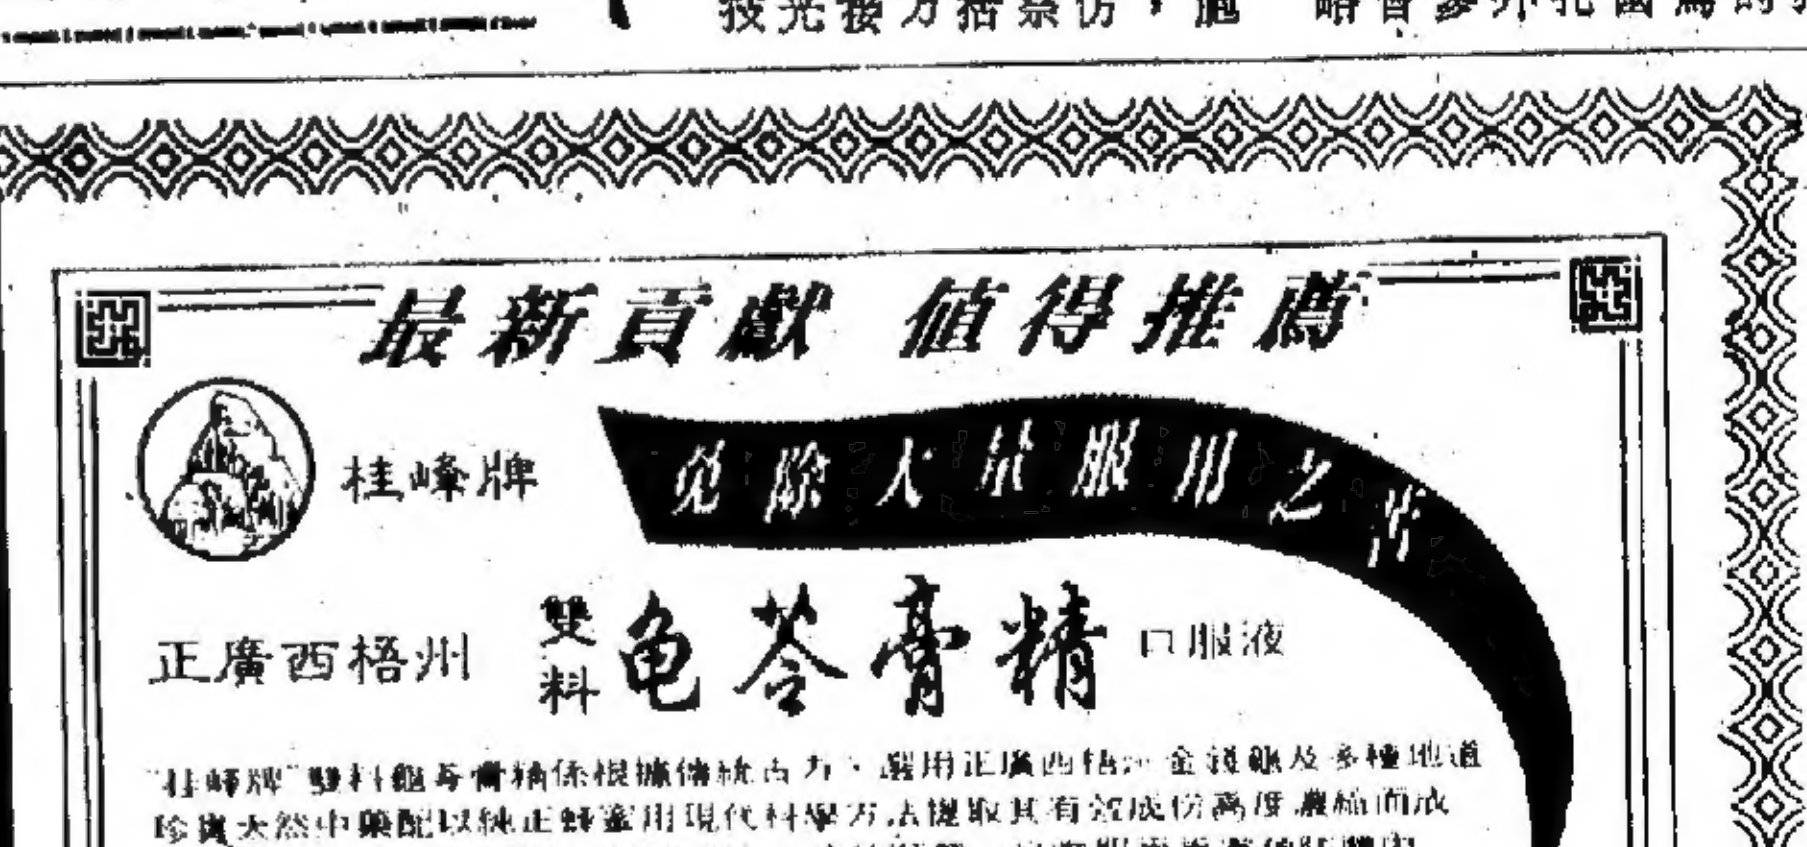 最新貢獻 值得推薦
桂峰牌
免除大量服用之苦
正廣西梧州 雙料 龟苓膏精 口服液
"桂峰牌"雙料龜苓膏精係根據傳統古方、選用正廣西梧州金錢龜及多種地道
珍貴天然中藥配以純正蜂蜜用現代科學方法提取其有效成份高度濃縮而成